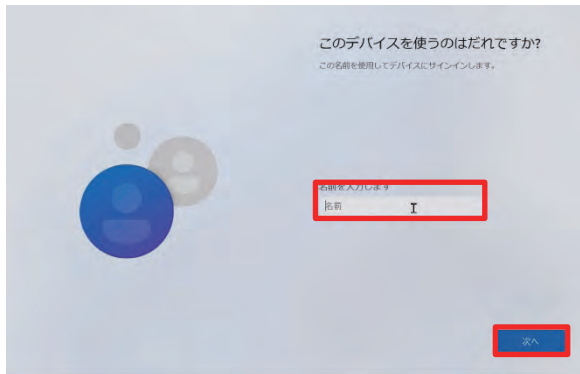 このデバイスを使うのはだれですか?
この名前を使用してデバイスにサインインします。
名前を入力します
名前
次へ